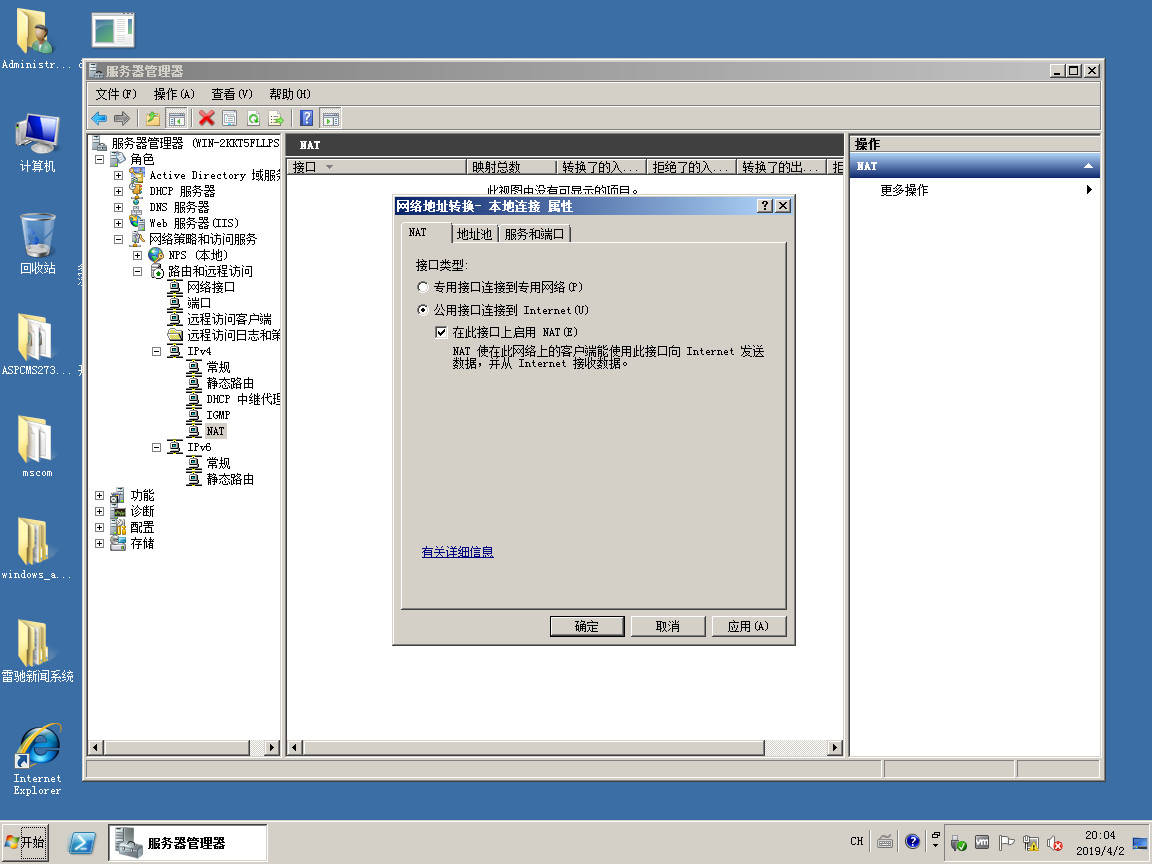 Administr...
计算机
回收站
ASPCMS273...
mscom
windows_a...
雷驰新闻系统
Internet
Explorer
服务器管理器
文件(F) 操作(A) 查看(V) 帮助(H)
服务器管理器 (WIN-2KKT5FLLPS
角色
Active Directory 域服务
DHCP 服务器
DNS 服务器
Web 服务器(IIS)
网络策略和访问服务
NPS (本地)
路由和远程访问
网络接口
端口
远程访问客户端
远程访问日志和策
IPv4
常规
静态路由
DHCP 中继代理
IGMP
NAT
IPv6
常规
静态路由
功能
诊断
配置
存储
NAT
接口 映射总数 转换了的入... 拒绝了的入... 转换了的出... 拒
此视图中没有可显示的项目。
网络地址转换- 本地连接 属性
NAT 地址池 服务和端口
接口类型:
专用接口连接到专用网络(P)
公用接口连接到 Internet(U)
在此接口上启用 NAT(E)
NAT 使在此网络上的客户端能使用此接口向 Internet 发送
数据，并从 Internet 接收数据。
有关详细信息
确定 取消 应用(A)
操作
NAT
更多操作
开始
服务器管理器
CH
20:04
2019/4/2